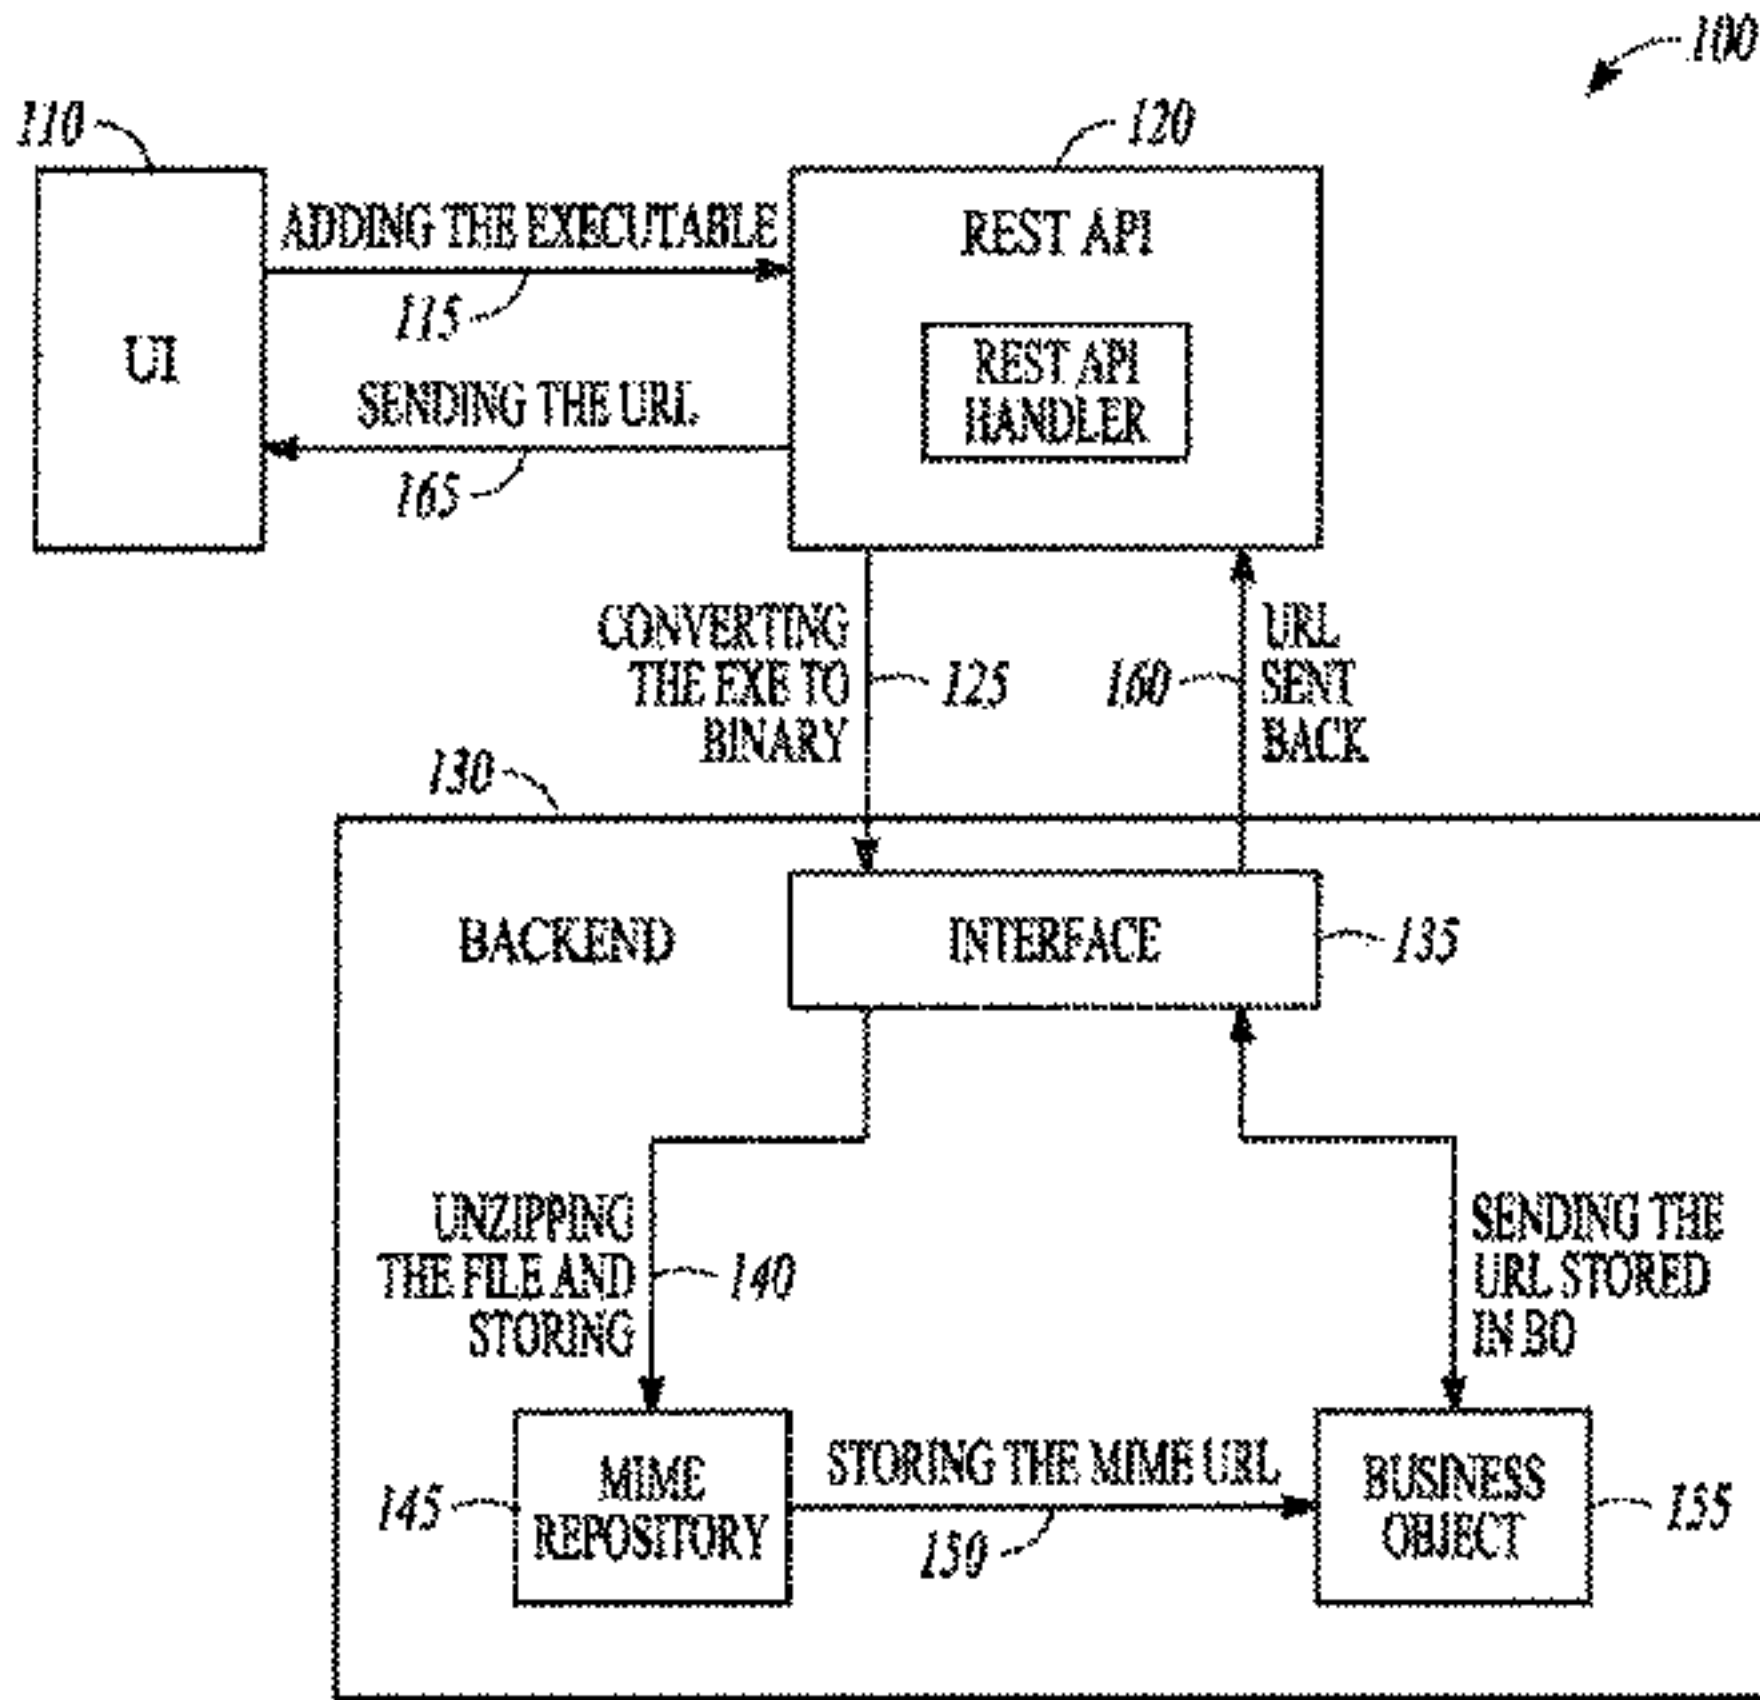 100
110
120
ADDING THE EXECUTABLE
115
UI
SENDING THE URL
165
REST API
REST API
HANDLER
CONVERTING
THE EXE TO
BINARY
125
160
URL
SENT
BACK
130
BACKEND
INTERFACE
135
UNZIPPING
THE FILE AND
STORING
140
SENDING THE
URL STORED
IN BO
145
MIME
REPOSITORY
STORING THE MIME URL
150
BUSINESS
OBJECT
155